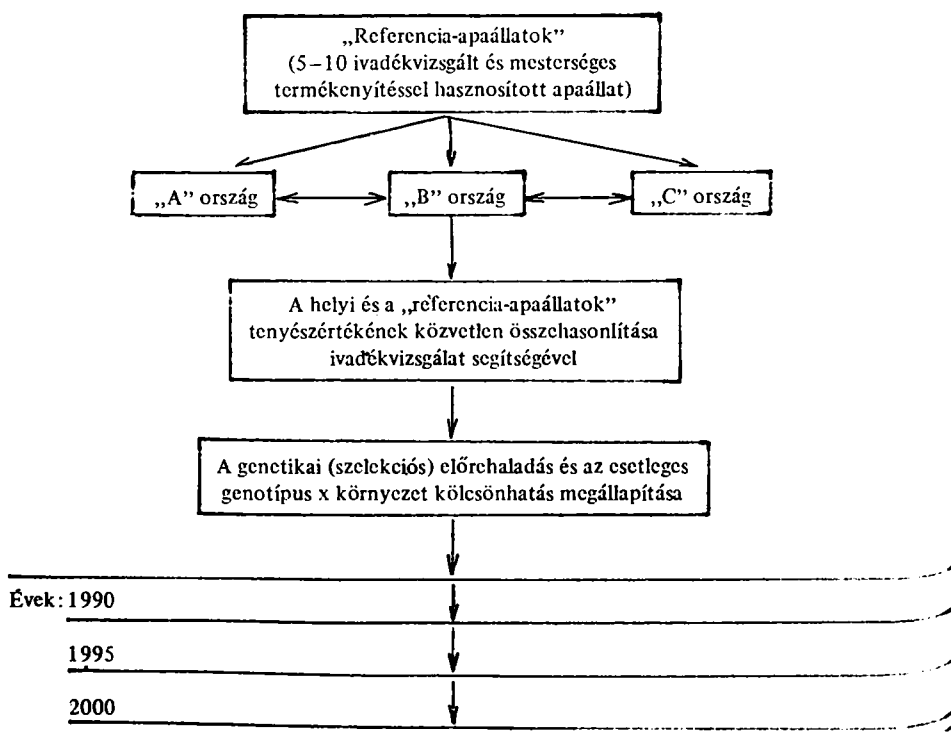 „Referencia-apaállatok”
(5–10 ivadékvizsgált és mesterséges
termékenyítéssel hasznosított apaállat)
„A” ország
„B” ország
„C” ország
A helyi és a „referencia-apaállatok”
tenyészértékének közvetlen összehasonlítása
ivadékvizsgálat segítségével
A genetikai (szelekciós) előrehaladás és az esetleges
genotípus x környezet kölcsönhatás megállapítása
Évek: 1990
1995
2000